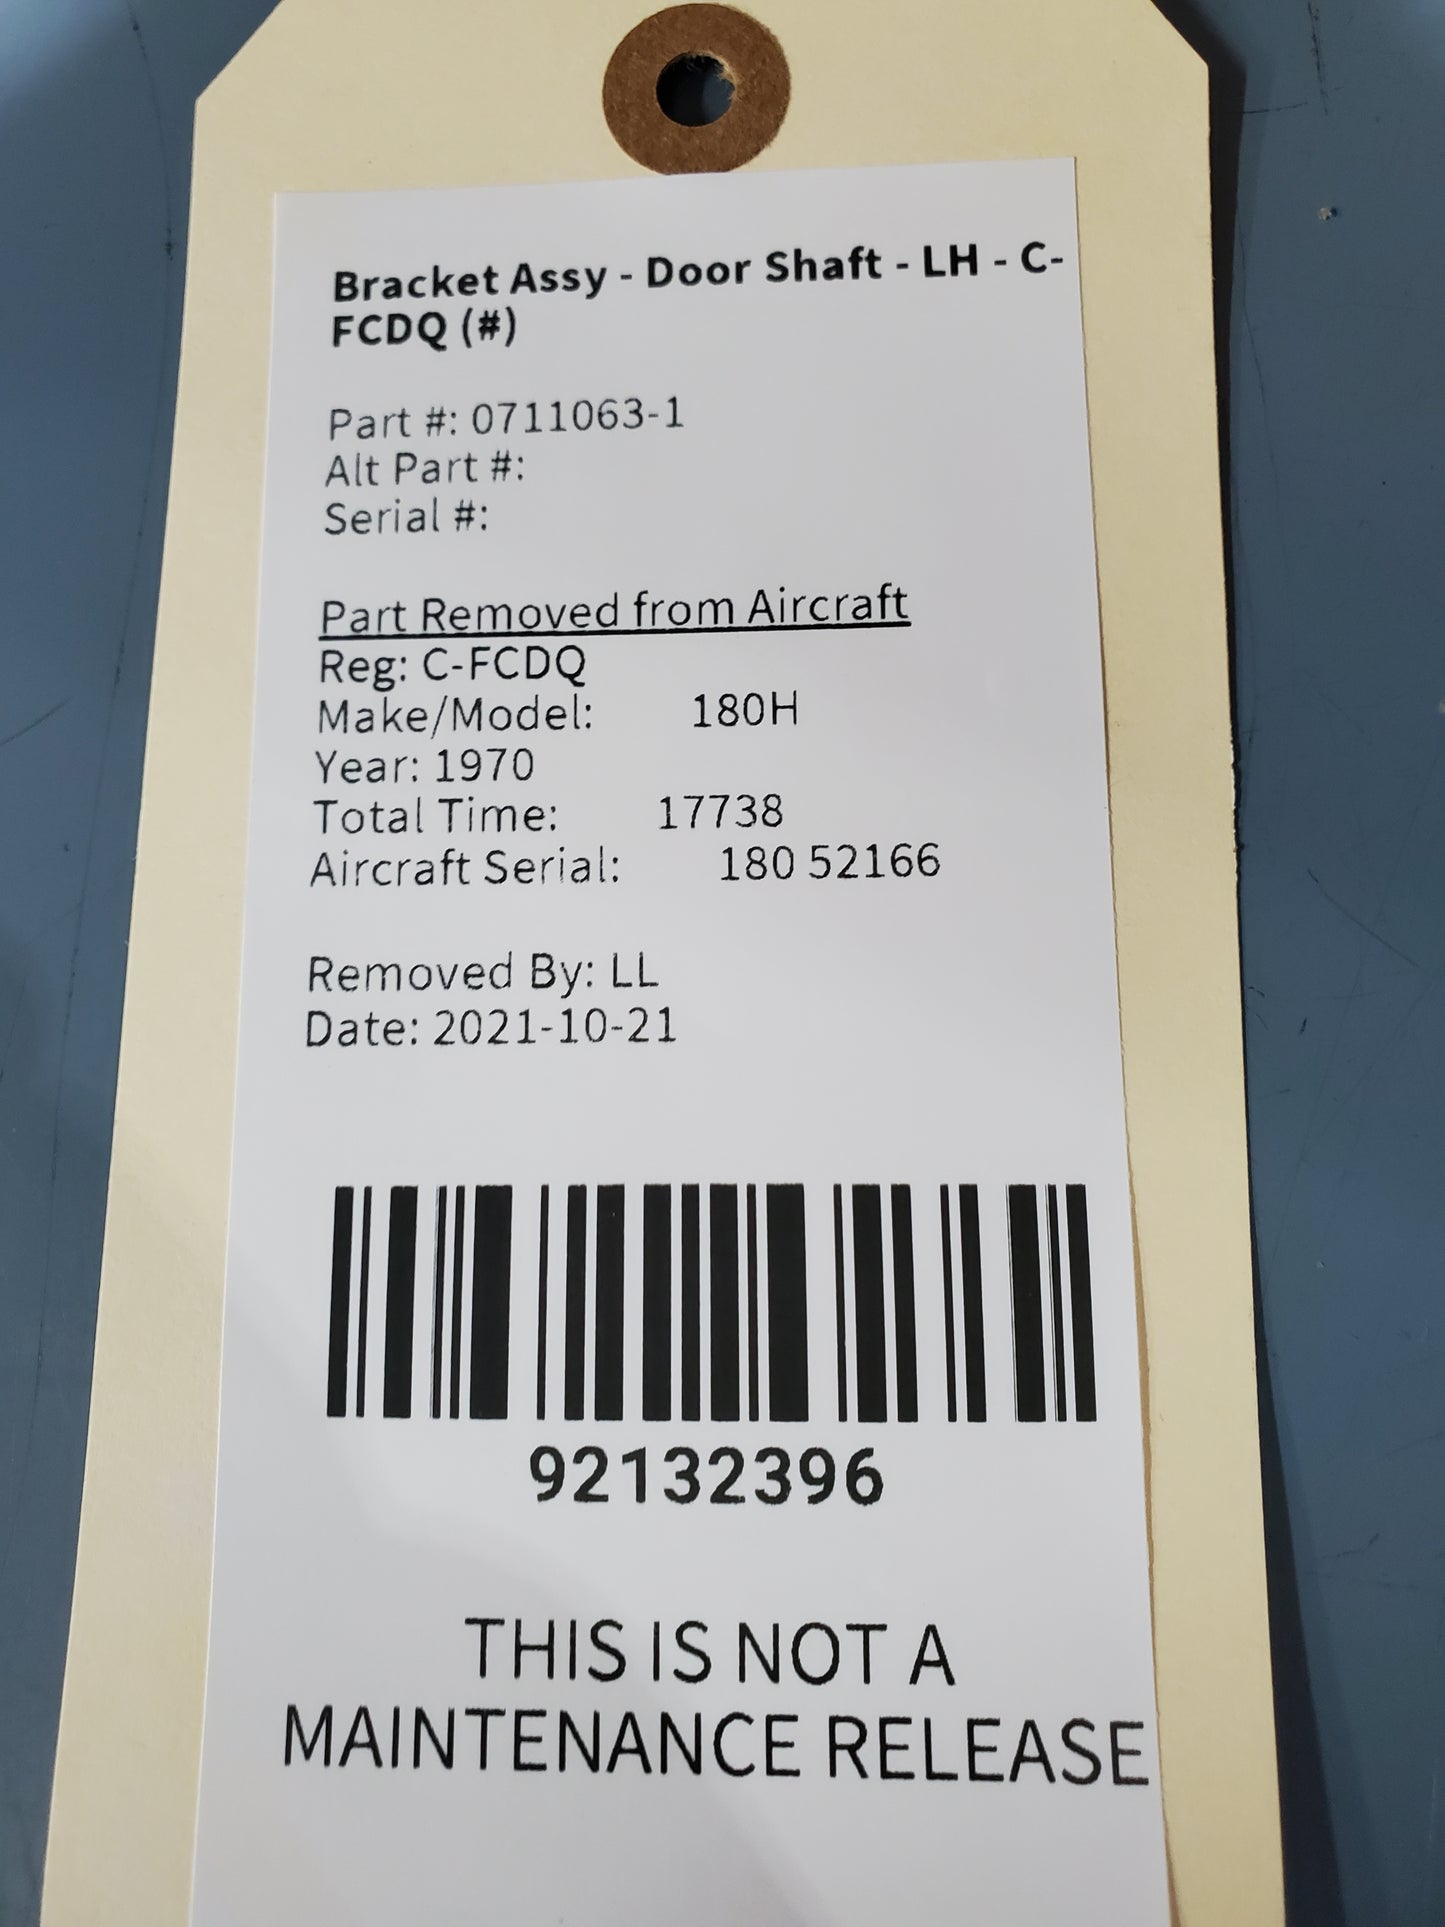 Bracket Assy - Door Shaft - LH - C-
FCDQ (#)
Part #: 0711063-1
Alt Part #:
Serial #:
Part Removed from Aircraft
Reg: C-FCDQ
Make/Model: 180H
Year: 1970
Total Time: 17738
Aircraft Serial: 180 52166
Removed By: LL
Date: 2021-10-21
92132396
THIS IS NOT A
MAINTENANCE RELEASE